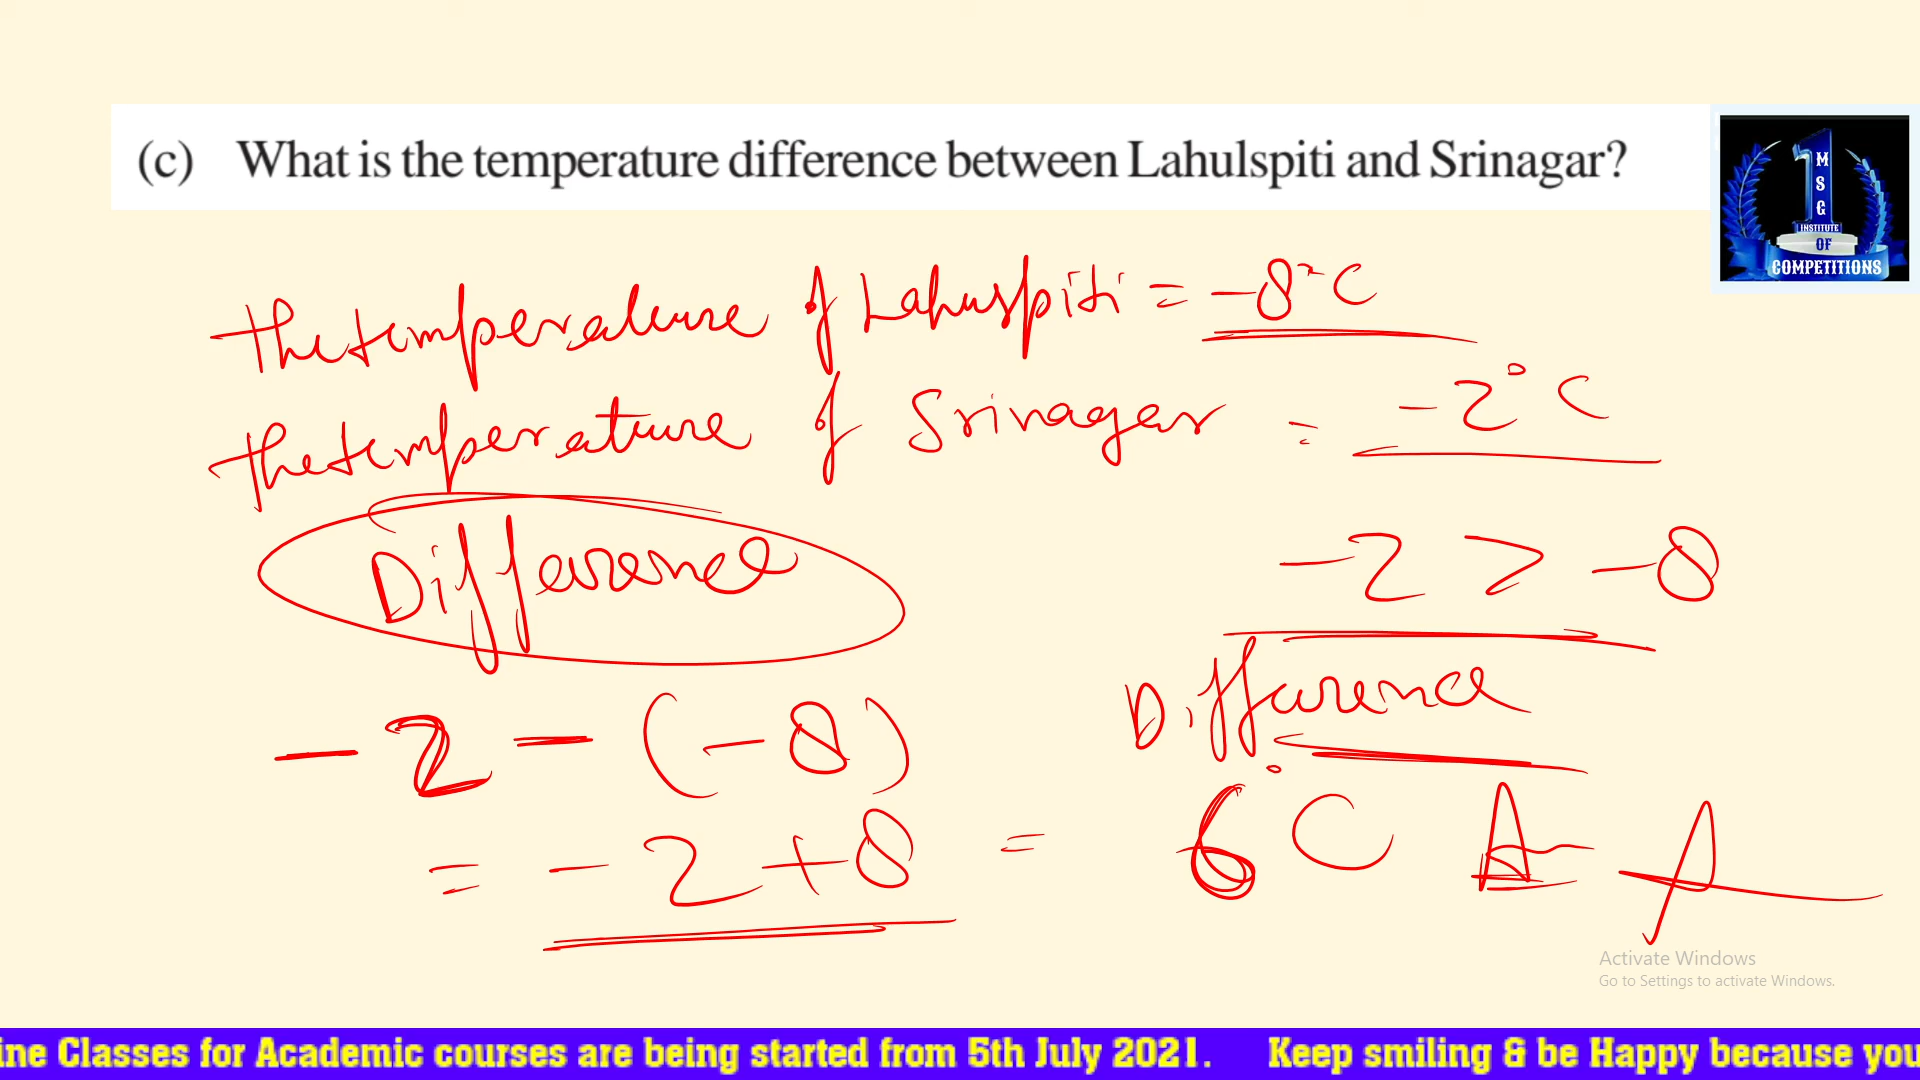 (c) What is the temperature difference between Lahulspiti and Srinagar?
1
M
S
G
INSTITUTE
OF
COMPETITIONS
The temperature of Lahuspiti = -8°C
The temperature of Srinagar = -2°C
Difference
-2 > -8
Difference
-2 - (-8)
= -2+8 = 6°C A
Activate Windows
Go to Settings to activate Windows.
ine Classes for Academic courses are being started from 5th July 2021. Keep smiling & be Happy because you